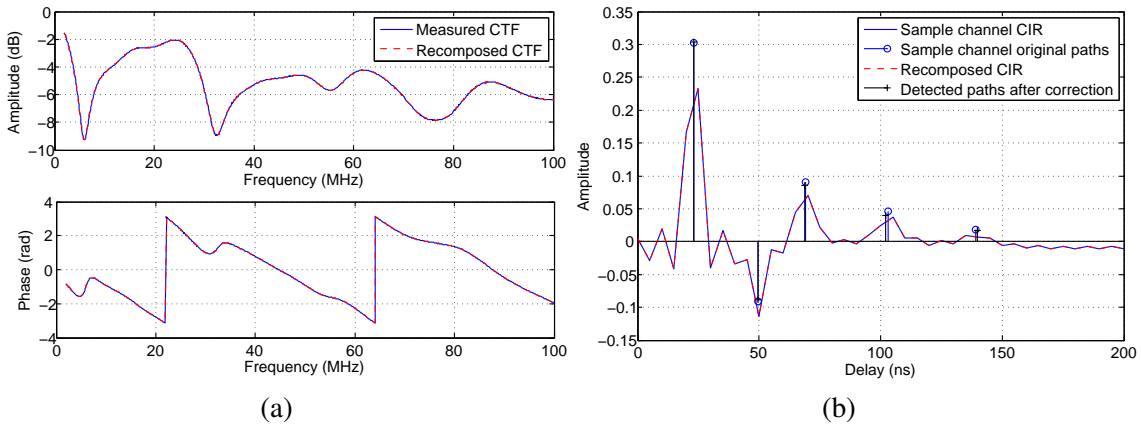 0
−2
−4
−6
−8
−10
Amplitude (dB)
Measured CTF
Recomposed CTF
0 20 40 60 80 100
Frequency (MHz)
4
2
0
−2
−4
Phase (rad)
0 20 40 60 80 100
Frequency (MHz)
(a)
0.35
0.3
0.25
0.2
0.15
0.1
0.05
0
−0.05
−0.1
−0.15
Amplitude
Sample channel CIR
Sample channel original paths
Recomposed CIR
Detected paths after correction
0 50 100 150 200
Delay (ns)
(b)